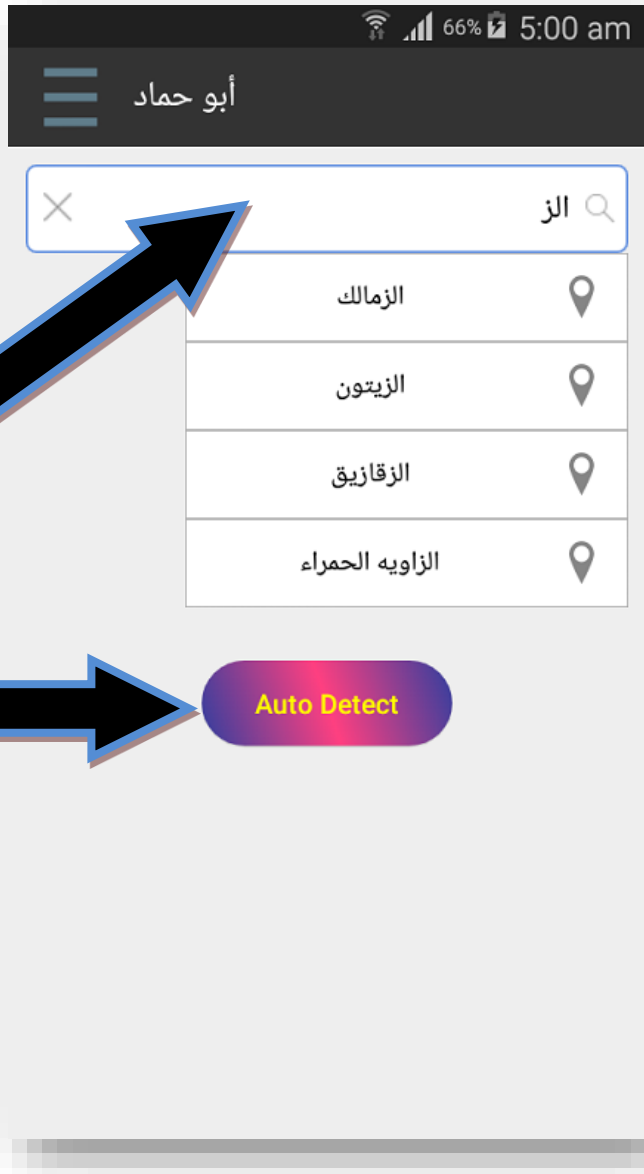 66% 5:00 am
أبو حماد
الز
الزمالك
الزيتون
الزقازيق
الزاويه الحمراء
Auto Detect